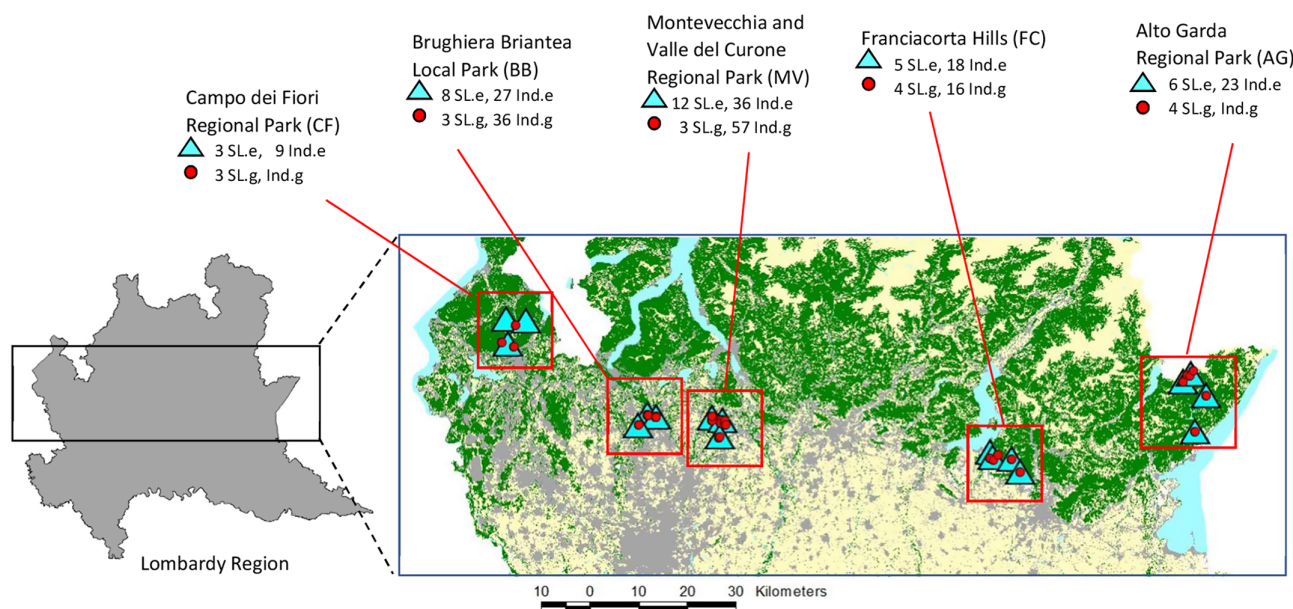 Campo dei Fiori
Regional Park (CF)
3 SL.e, 9 Ind.e
3 SL.g, Ind.g
Brughiera Briantea
Local Park (BB)
8 SL.e, 27 Ind.e
3 SL.g, 36 Ind.g
Montevecchia and
Valle del Curone
Regional Park (MV)
12 SL.e, 36 Ind.e
3 SL.g, 57 Ind.g
Franciacorta Hills (FC)
5 SL.e, 18 Ind.e
4 SL.g, 16 Ind.g
Alto Garda
Regional Park (AG)
6 SL.e, 23 Ind.e
4 SL.g, Ind.g
Lombardy Region
10 0 10 20 30 Kilometers